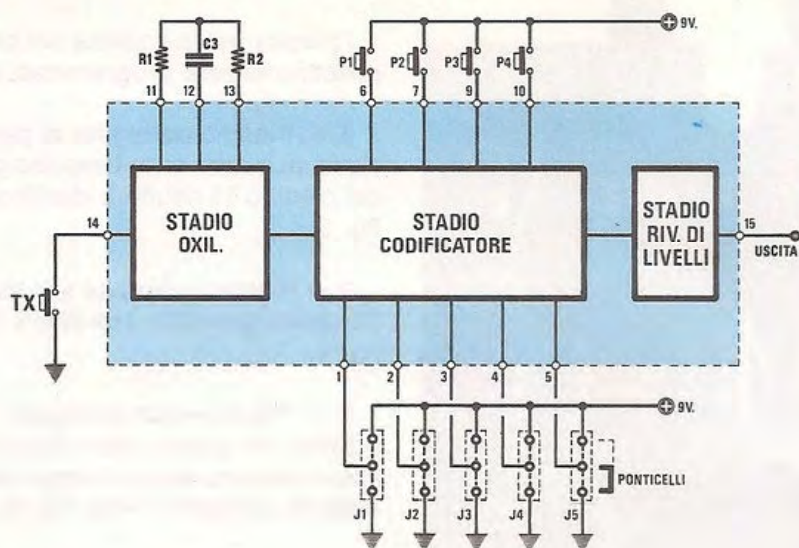 9V.
R1 C3 R2 P1 P2 P3 P4
11 12 13 6 7 9 10
STADIO OXIL.
STADIO CODIFICATORE
STADIO RIV. DI LIVELLI
14
15
USCITA
TX
1 2 3 4 5
9V.
PONTICELLI
J1 J2 J3 J4 J5